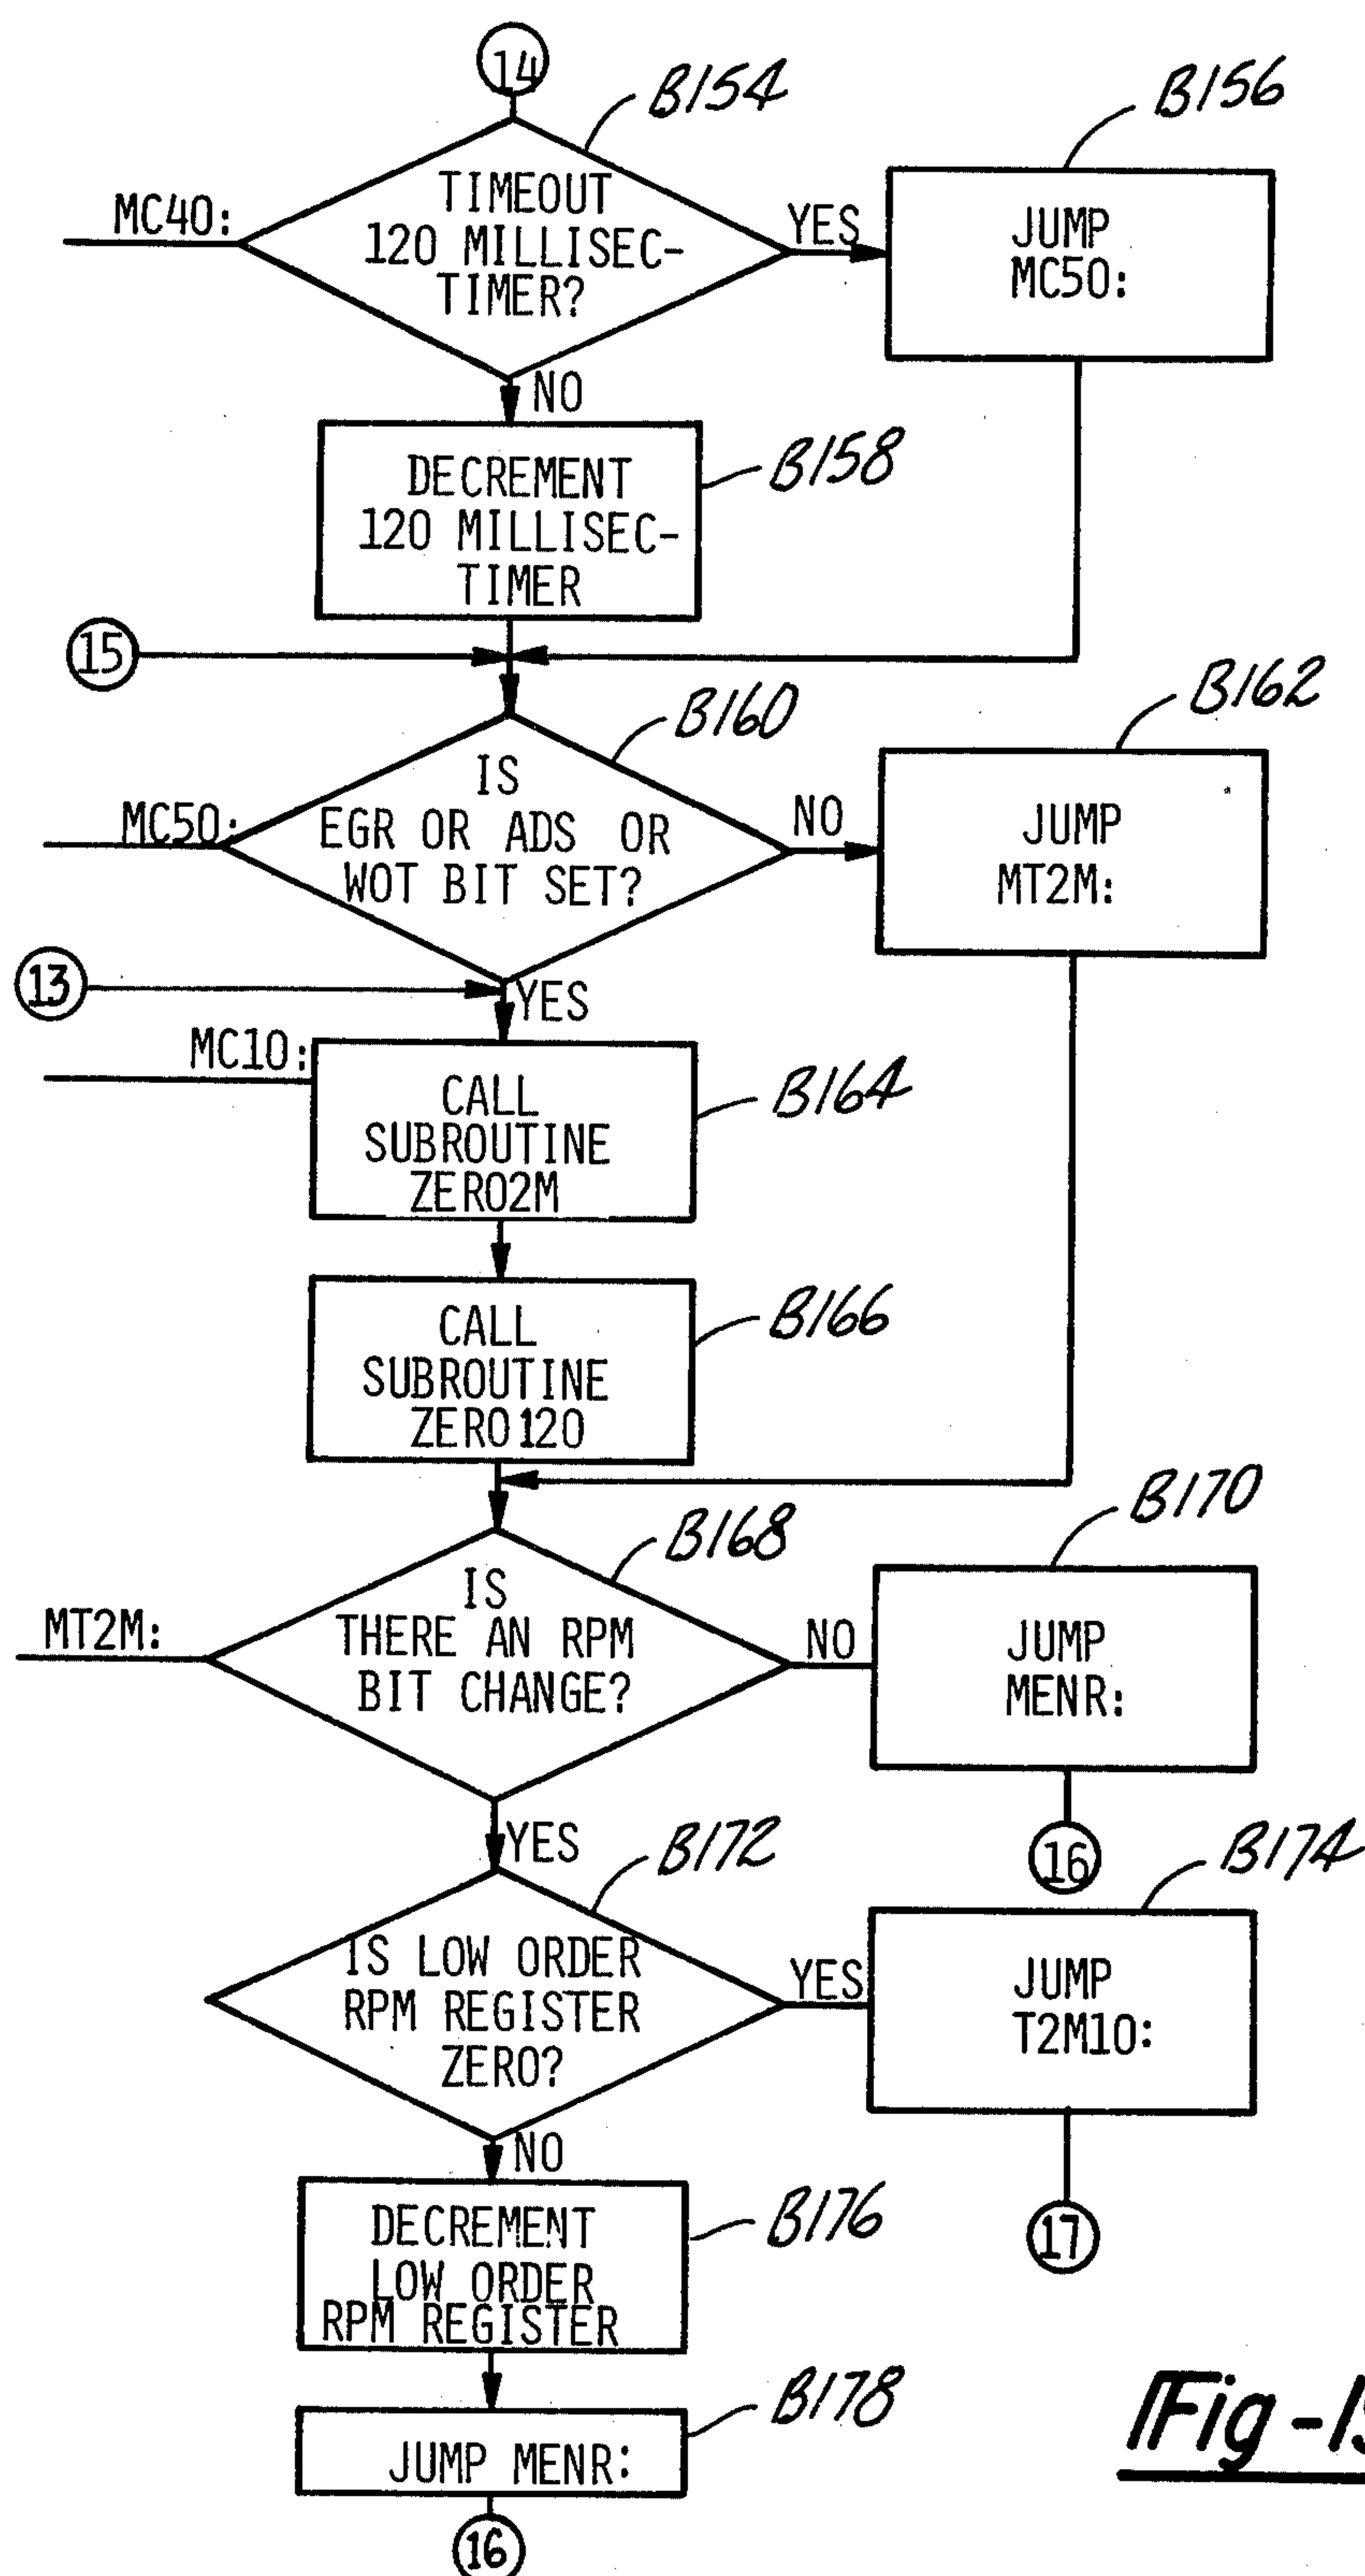 14
B154
B156
MC40:
TIMEOUT
120 MILLISEC-
TIMER?
YES
JUMP
MC50:
NO
B158
DECREMENT
120 MILLISEC-
TIMER
15
B160
B162
MC50:
IS
EGR OR ADS OR
WOT BIT SET?
NO
JUMP
MT2M:
13
YES
MC10:
B164
CALL
SUBROUTINE
ZERO2M
B166
CALL
SUBROUTINE
ZERO120
B168
B170
MT2M:
IS
THERE AN RPM
BIT CHANGE?
NO
JUMP
MENR:
16
YES
B172
B174
IS LOW ORDER
RPM REGISTER
ZERO?
YES
JUMP
T2M10:
17
NO
B176
DECREMENT
LOW ORDER
RPM REGISTER
B178
JUMP MENR:
16
Fig-